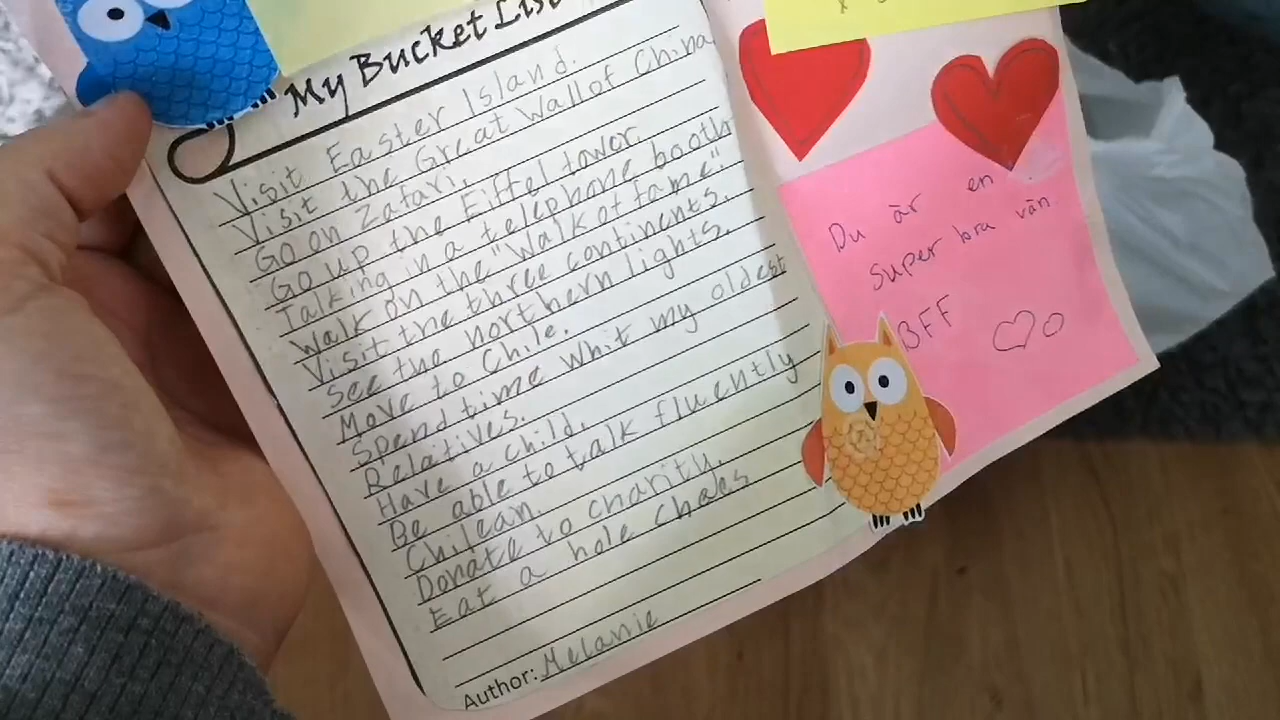 My Bucket List
Visit Easter Island.
Visit the Great Wall of China
Go on Zafari.
Go up the Eiffel towor.
Talking in a telephone booth
Walk on the "Walk of fame".
Visit the three continents.
See the northern lights.
Move to Chile.
Spend time whit my oldest
Relatives.
Have a child.
Be able to talk fluently
Chilean.
Donate to charity.
Eat a hole
Author: Melanie
Du är en
super bra vän
BFF